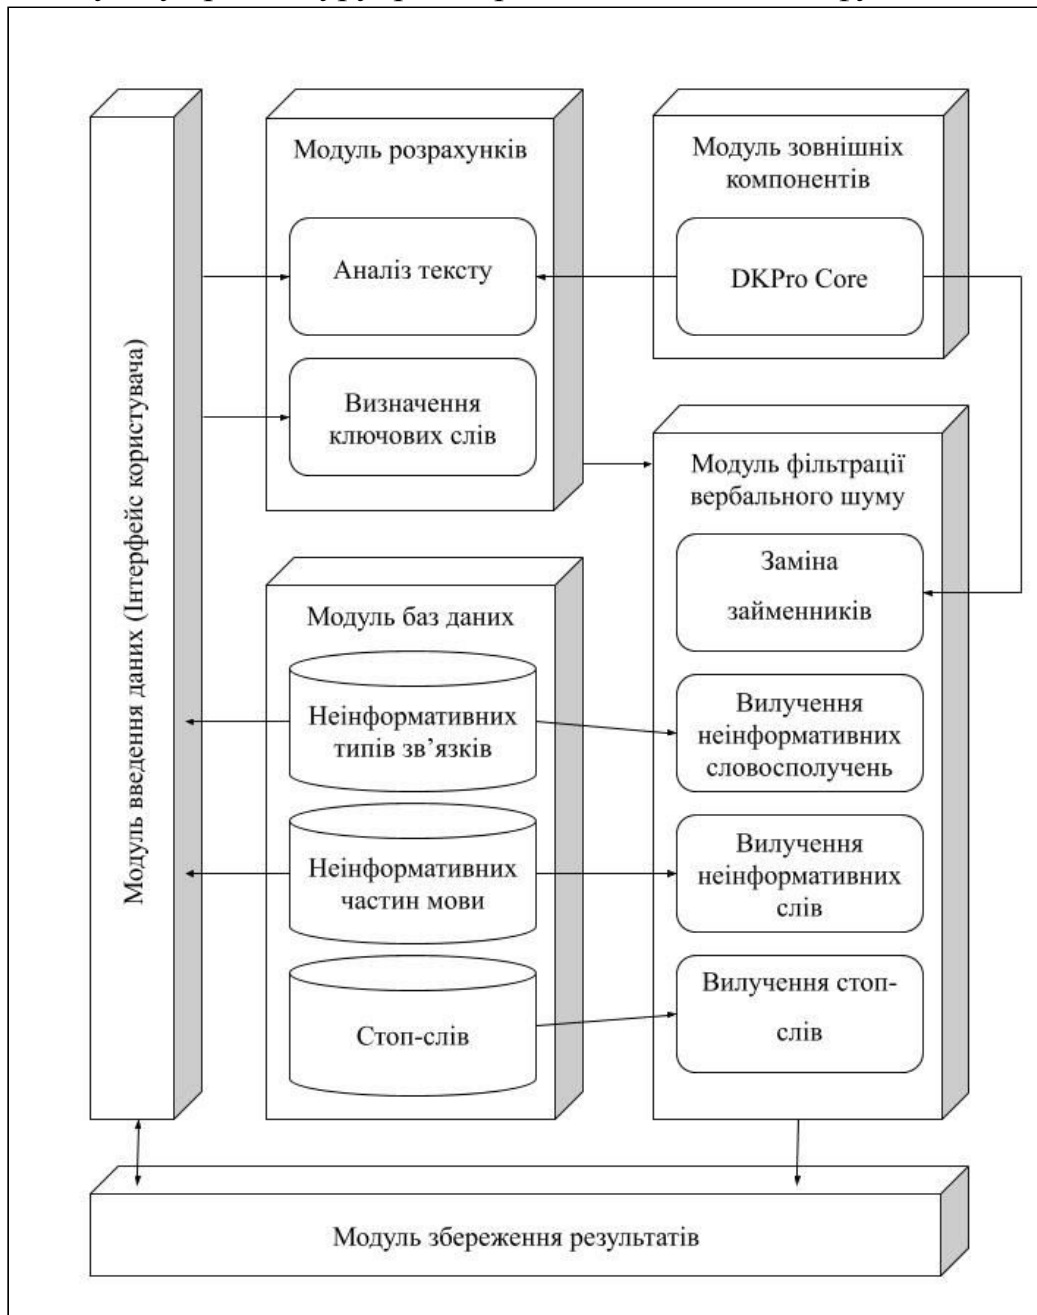 Модуль введення даних (Інтерфейс користувача)
Модуль розрахунків
Аналіз тексту
Визначення
ключових слів
Модуль зовнішніх
компонентів
DKPro Core
Модуль фільтрації
вербального шуму
Заміна
займенників
Вилучення
неінформативних
словосполучень
Вилучення
неінформативних
слів
Вилучення стоп-
слів
Модуль баз даних
Неінформативних
типів зв’язків
Неінформативних
частин мови
Стоп-слів
Модуль збереження результатів